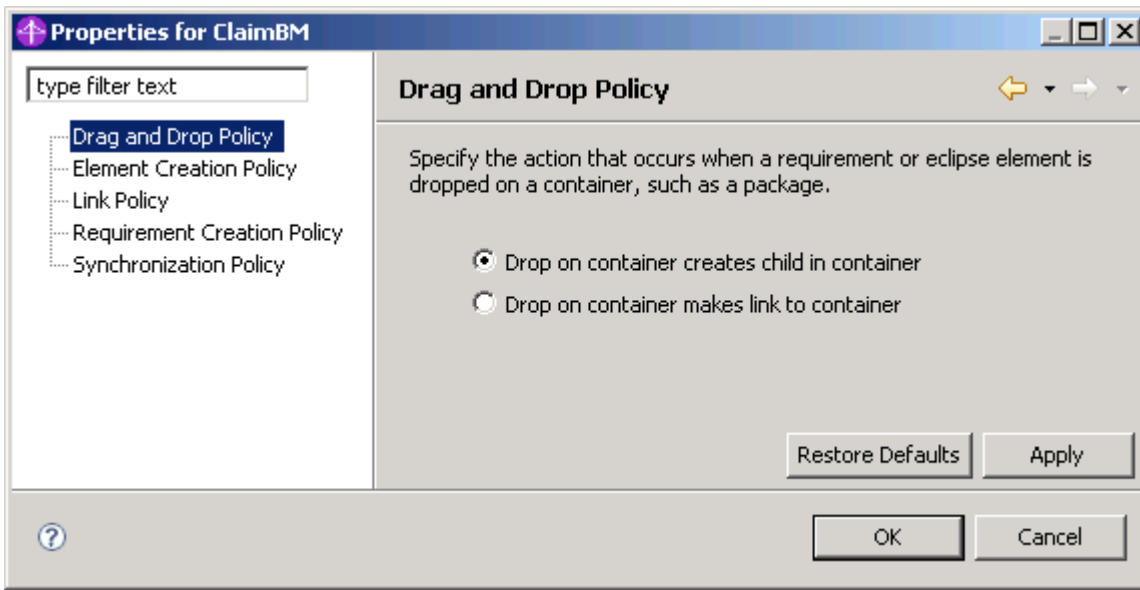 Properties for ClaimBM
type filter text
Drag and Drop Policy
Element Creation Policy
Link Policy
Requirement Creation Policy
Synchronization Policy
Drag and Drop Policy
Specify the action that occurs when a requirement or eclipse element is
dropped on a container, such as a package.
Drop on container creates child in container
Drop on container makes link to container
Restore Defaults
Apply
?
OK
Cancel